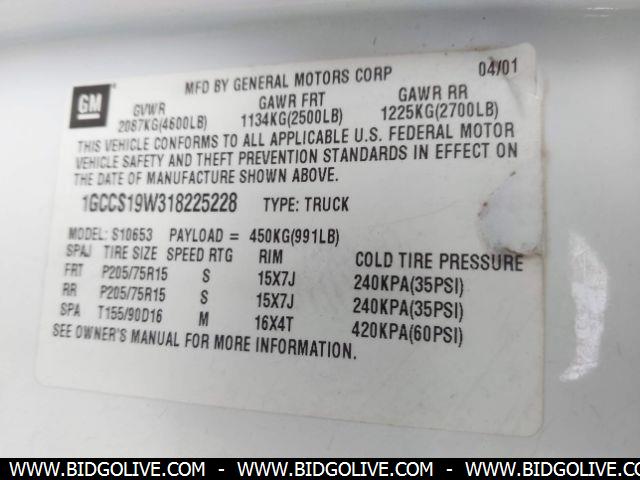 GM
MFD BY GENERAL MOTORS CORP 04/01
GVWR GAWR FRT GAWR RR
2087KG(4600LB) 1134KG(2500LB) 1225KG(2700LB)
THIS VEHICLE CONFORMS TO ALL APPLICABLE U.S. FEDERAL MOTOR
VEHICLE SAFETY AND THEFT PREVENTION STANDARDS IN EFFECT ON
THE DATE OF MANUFACTURE SHOWN ABOVE.
1GCCS19W318225228 TYPE: TRUCK
MODEL: S10653 PAYLOAD = 450KG(991LB)
SPAJ TIRE SIZE SPEED RTG RIM COLD TIRE PRESSURE
FRT P205/75R15 S 15X7J 240KPA(35PSI)
RR P205/75R15 S 15X7J 240KPA(35PSI)
SPA T155/90D16 M 16X4T 420KPA(60PSI)
SEE OWNER'S MANUAL FOR MORE INFORMATION.
WWW.BIDGOLIVE.COM - WWW.BIDGOLIVE.COM - WWW.BIDGOLIVE.COM